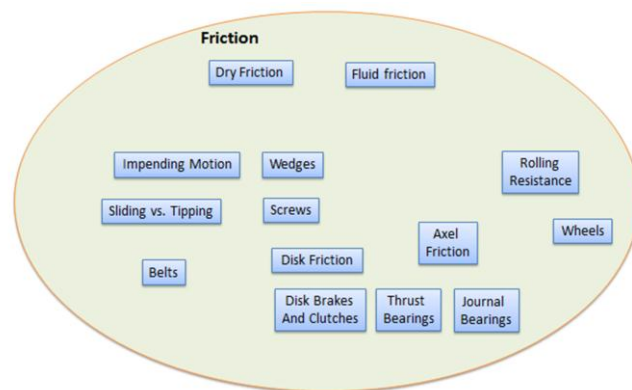 Friction
Dry Friction
Fluid friction
Impending Motion
Wedges
Rolling
Resistance
Sliding vs. Tipping
Screws
Axel
Friction
Wheels
Belts
Disk Friction
Disk Brakes
And Clutches
Thrust
Bearings
Journal
Bearings